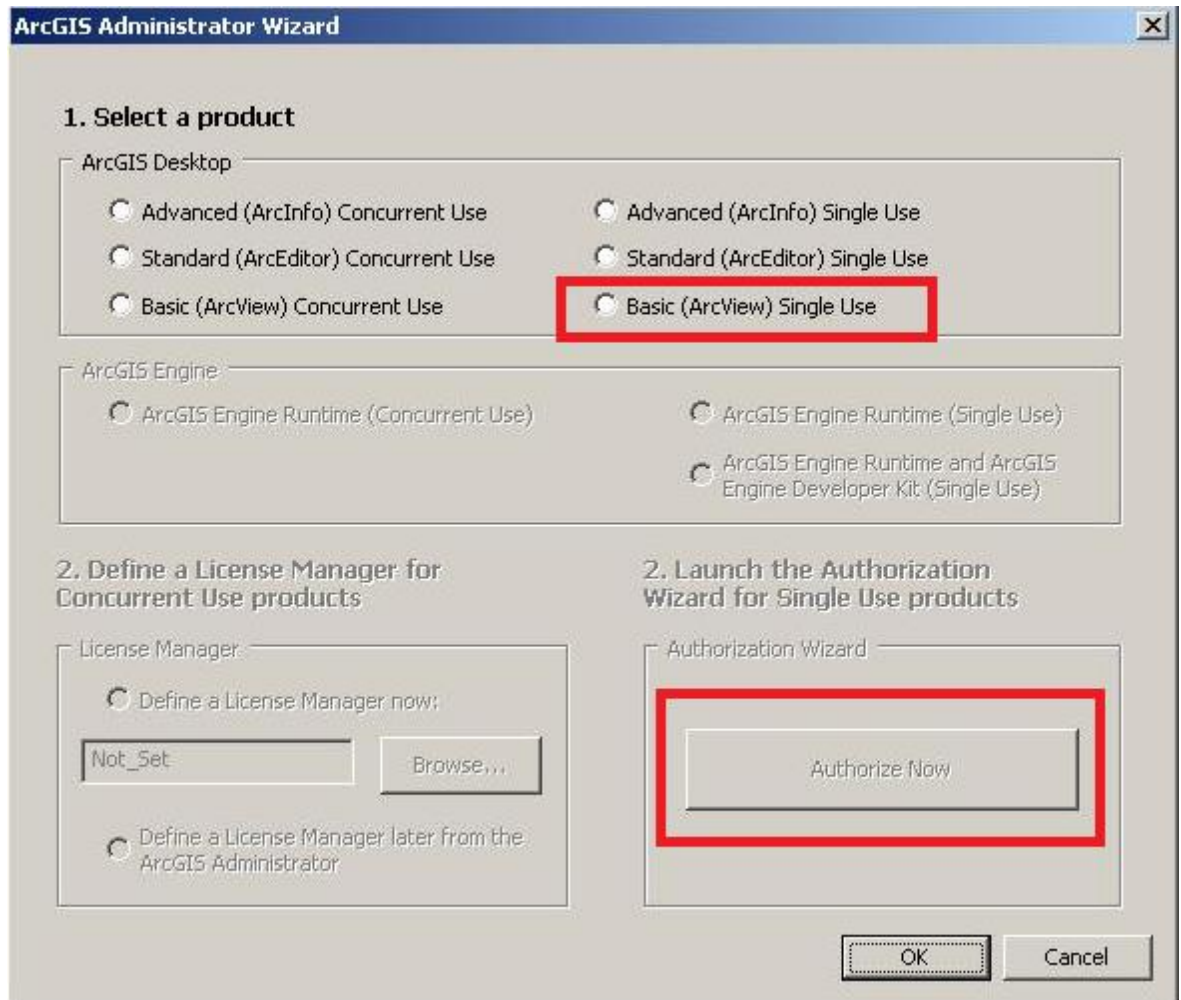 ArcGIS Administrator Wizard
1. Select a product
ArcGIS Desktop
Advanced (ArcInfo) Concurrent Use
Advanced (ArcInfo) Single Use
Standard (ArcEditor) Concurrent Use
Standard (ArcEditor) Single Use
Basic (ArcView) Concurrent Use
Basic (ArcView) Single Use
ArcGIS Engine
ArcGIS Engine Runtime (Concurrent Use)
ArcGIS Engine Runtime (Single Use)
ArcGIS Engine Runtime and ArcGIS
Engine Developer Kit (Single Use)
2. Define a License Manager for
Concurrent Use products
2. Launch the Authorization
Wizard for Single Use products
License Manager
Define a License Manager now:
Not_Set
Browse...
Define a License Manager later from the
ArcGIS Administrator
Authorization Wizard
Authorize Now
OK
Cancel